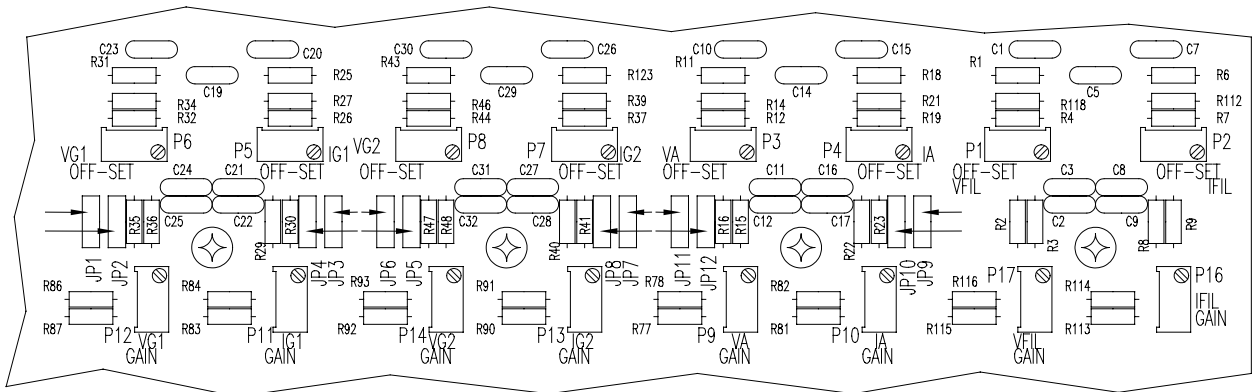 C23 C20 C30 C26 C10 C15 C1 C7
R31 R25 R43 R123 R11 R18 R1 R6
C19 C29 C14 C5
R34 R27 R46 R39 R14 R21 R118 R112
R32 R26 R44 R37 R12 R19 R4 R7
P6 P5 P8 P7 P3 P4 P1 P2
VG1 IG1 VG2 IG2 VA IA
OFF-SET OFF-SET OFF-SET OFF-SET OFF-SET OFF-SET OFF-SET OFF-SET
VFIL IFIL
C24 C21 C31 C27 C11 C16 C3 C8
C25 C22 C32 C28 C12 C17 C2 C9
R35 R36 R29 R30 R47 R48 R40 R41 R16 R15 R22 R23 R2 R3 R8 R9
JP1 JP2 JP4 JP3 JP6 JP5 JP8 JP7 JP11 JP12 JP10 JP9
R86 R84 R93 R91 R78 R82 R116 P17 R114 P16
R87 R83 R92 R90 R77 R81 R115 R113
P12 P11 P14 P13 P9 P10
VG1 IG1 VG2 IG2 VA IA VFIL IFIL
GAIN GAIN GAIN GAIN GAIN GAIN GAIN GAIN